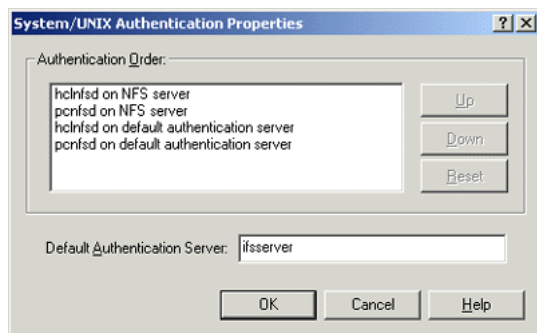 System/UNIX Authentication Properties
Authentication Order:
hclnfsd on NFS server
pcnfsd on NFS server
hclnfsd on default authentication server
pcnfsd on default authentication server
Up
Down
Reset
Default Authentication Server: ifsserver
OK Cancel Help